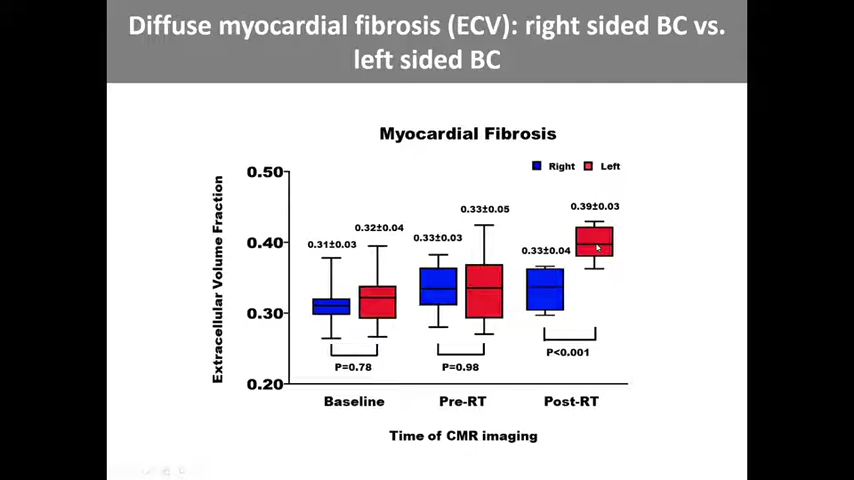 Diffuse myocardial fibrosis (ECV): right sided BC vs.
left sided BC
Myocardial Fibrosis
Right Left
Extracellular Volume Fraction
0.50
0.40
0.30
0.20
0.31±0.03
0.32±0.04
0.33±0.03
0.33±0.05
0.33±0.04
0.39±0.03
P=0.78
P=0.98
P<0.001
Baseline Pre-RT Post-RT
Time of CMR imaging